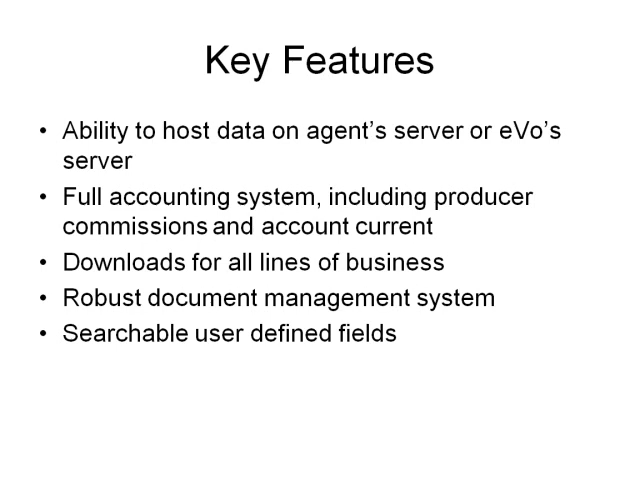 Key Features
• Ability to host data on agent’s server or eVo’s
server
• Full accounting system, including producer
commissions and account current
• Downloads for all lines of business
• Robust document management system
• Searchable user defined fields